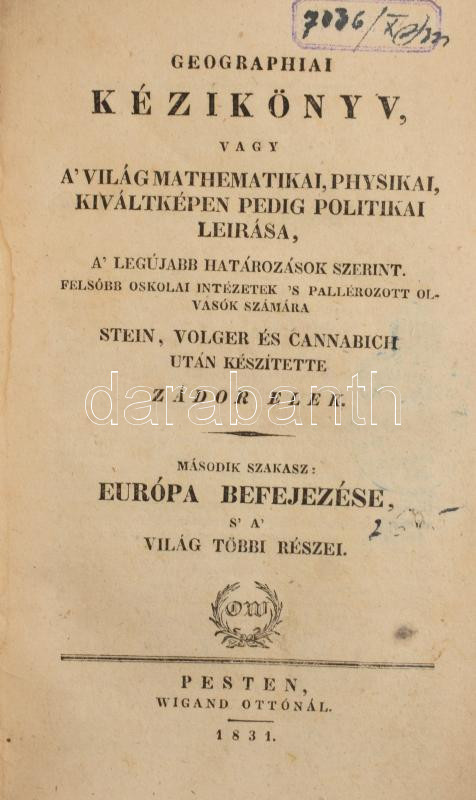 GEOGRAPHIAI
KÉZIKÖNYV,
VAGY
A' VILÁG MATHEMATIKAI, PHYSIKAI,
KIVÁLTKÉPEN PEDIG POLITIKAI
LEIRÁSA,
A' LEGÚJABB HATÁROZÁSOK SZERINT.
FELSŐBB OSKOLAI INTÉZETEK 'S PALLÉROZOTT OL-
VASÓK SZÁMÁRA
STEIN, VOLGER ÉS CANNABICH
UTÁN KÉSZÍTETTE
ZÁDOR ELEK.
darabanth
MÁSODIK SZAKASZ:
EURÓPA BEFEJEZÉSE,
S' A'
VILÁG TÖBBI RÉSZEI.
OW
PESTEN,
WIGAND OTTÓNÁL.
1831.